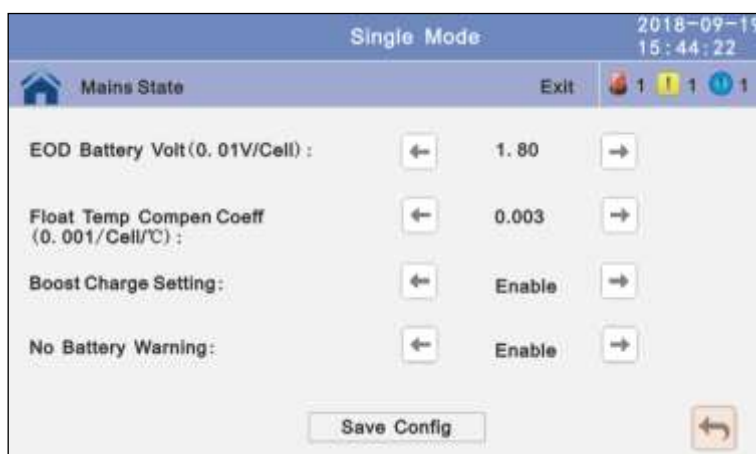 Single Mode
2018-09-19
15:44:22
Mains State Exit 1 1 1
EOD Battery Volt(0. 01V/Cell) : 1. 80
Float Temp Compen Coeff 0.003
(0. 001/Cell/℃) :
Boost Charge Setting: Enable
No Battery Warning: Enable
Save Config